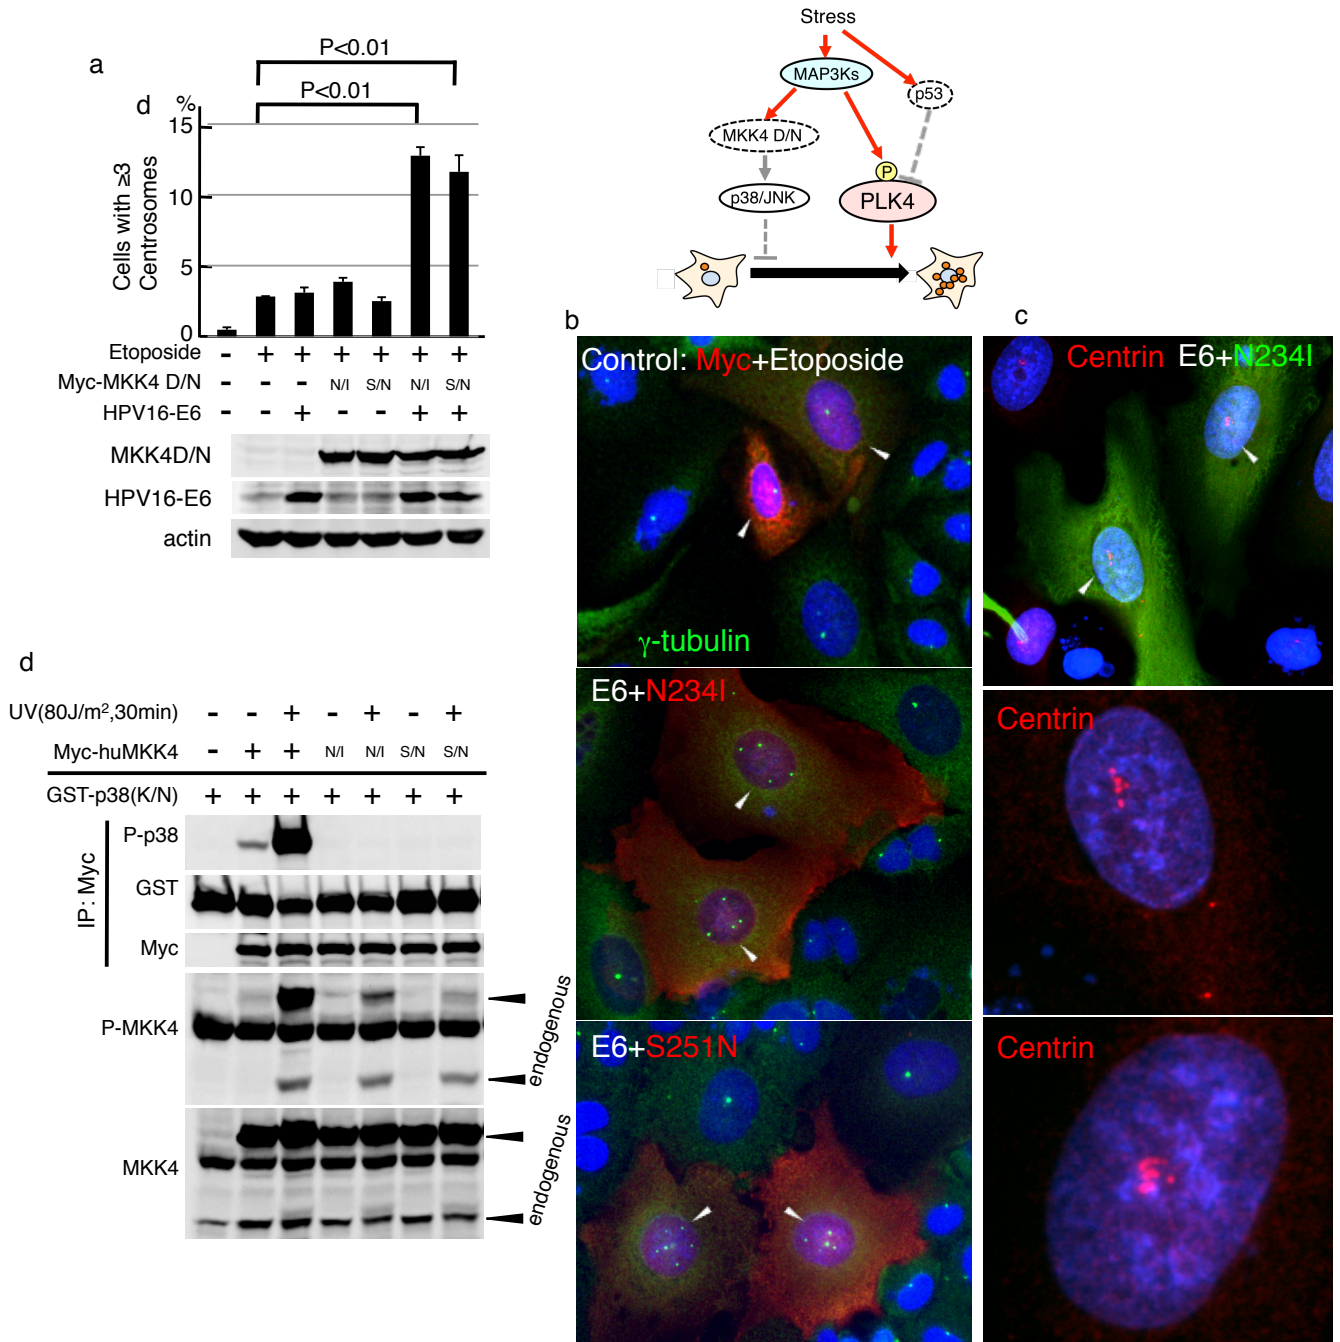 a
P<0.01
P<0.01
d
%
15
10
5
0
Cells with ≥3
Centrosomes
Etoposide - + + + + + +
Myc-MKK4 D/N - - - N/I S/N N/I S/N
HPV16-E6 - - + - - + +
MKK4D/N
HPV16-E6
actin
Stress
MAP3Ks
p53
MKK4 D/N
P
p38/JNK
PLK4
b
Control: Myc+Etoposide
γ-tubulin
E6+N234I
E6+S251N
c
Centrin E6+N234I
Centrin
Centrin
d
UV(80J/m²,30min) - - + - + - +
Myc-huMKK4 - + + N/I N/I S/N S/N
GST-p38(K/N) + + + + + + +
IP: Myc
P-p38
GST
Myc
P-MKK4
endogenous
MKK4
endogenous